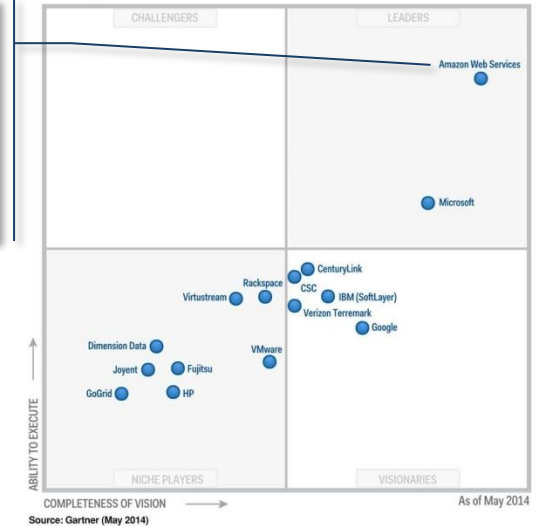 CHALLENGERS
LEADERS
Amazon Web Services
Microsoft
CenturyLink
Rackspace
CSC
Virtustream
IBM (SoftLayer)
Verizon Terremark
Google
Dimension Data
VMware
Joyent
Fujitsu
GoGrid
HP
ABILITY TO EXECUTE
NICHE PLAYERS
VISIONARIES
COMPLETENESS OF VISION
As of May 2014
Source: Gartner (May 2014)